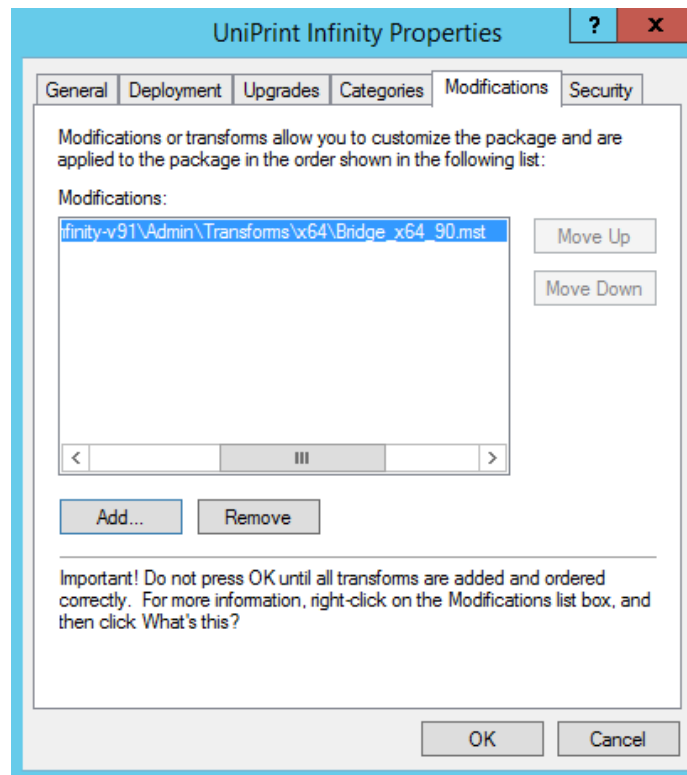 UniPrint Infinity Properties
? x
General Deployment Upgrades Categories Modifications Security
Modifications or transforms allow you to customize the package and are
applied to the package in the order shown in the following list:
Modifications:
nfinity-v91\Admin\Transforms\x64\Bridge_x64_90.mst
Move Up
Move Down
Add... Remove
Important! Do not press OK until all transforms are added and ordered
correctly. For more information, right-click on the Modifications list box, and
then click What's this?
OK Cancel